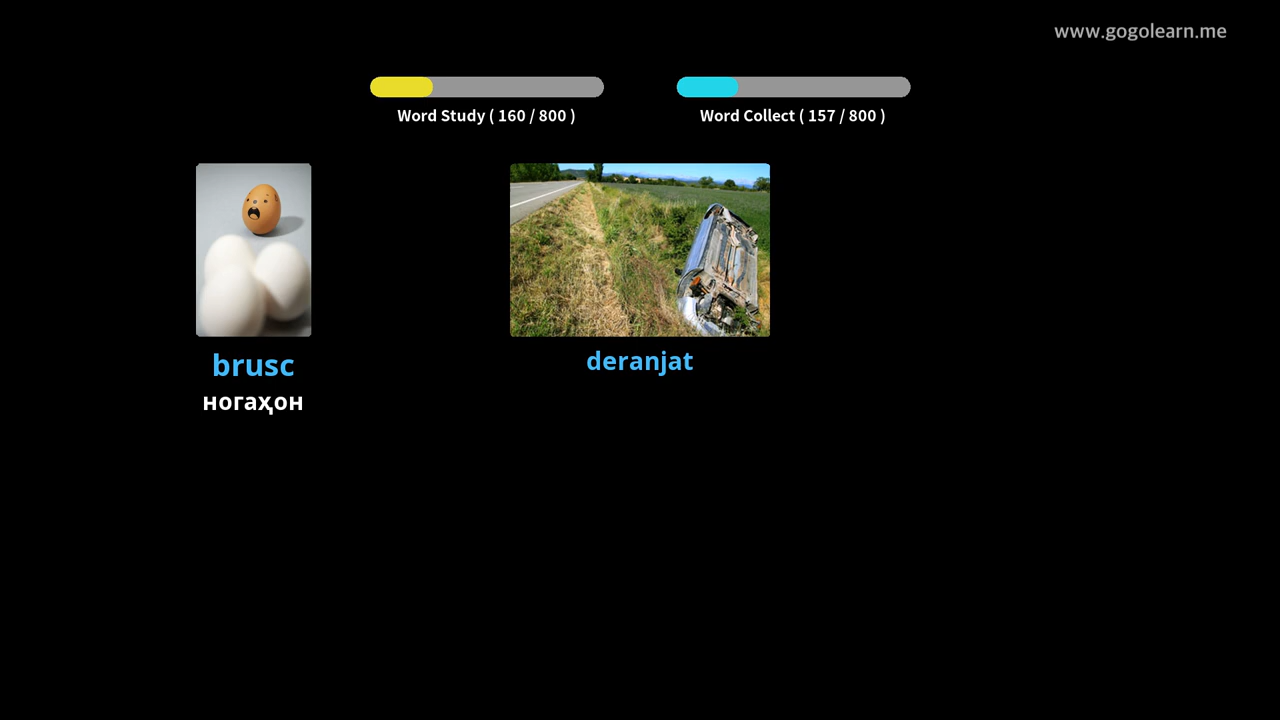 www.gogolearn.me
Word Study ( 160 / 800 )
Word Collect ( 157 / 800 )
brusc
ногаҳон
deranjat